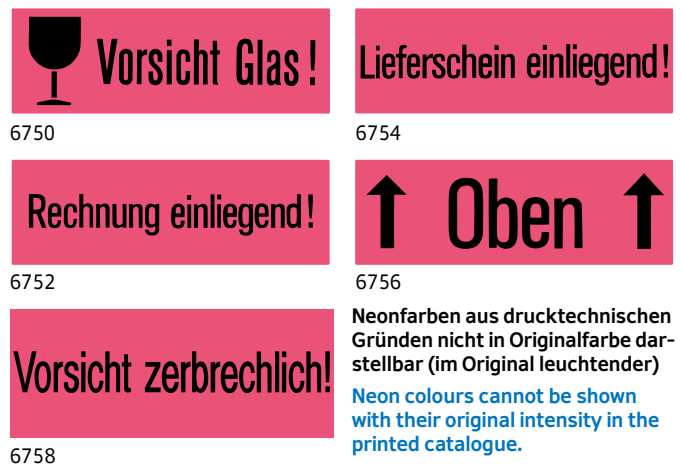 Vorsicht Glas !
6750
Lieferschein einliegend!
6754
Rechnung einliegend!
6752
Oben
6756
Vorsicht zerbrechlich!
6758
Neonfarben aus drucktechnischen
Gründen nicht in Originalfarbe dar-
stellbar (im Original leuchtender)
Neon colours cannot be shown
with their original intensity in the
printed catalogue.